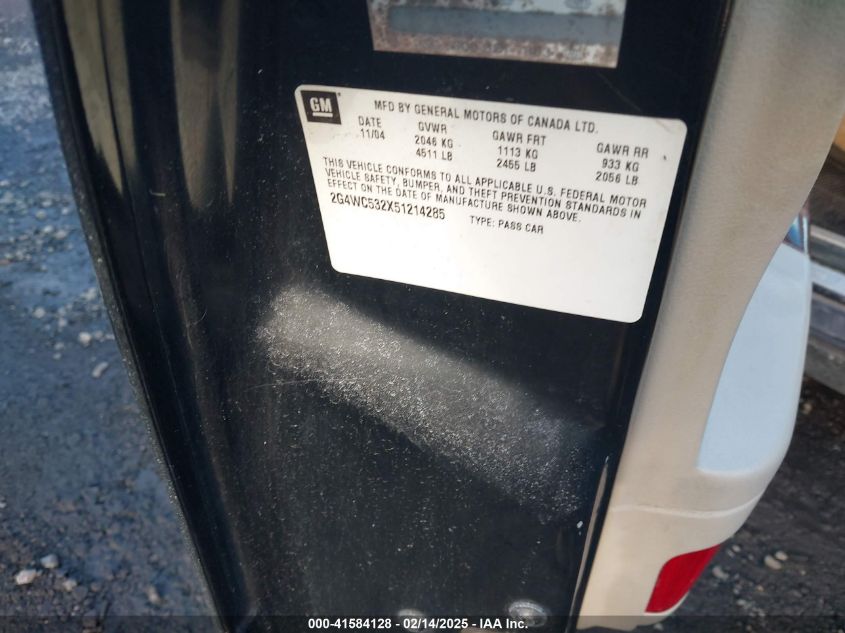 GM
MFD BY GENERAL MOTORS OF CANADA LTD.
DATE GVWR GAWR FRT GAWR RR
11/04 2046 KG 1113 KG 933 KG
4511 LB 2455 LB 2056 LB
THIS VEHICLE CONFORMS TO ALL APPLICABLE U.S. FEDERAL MOTOR
VEHICLE SAFETY, BUMPER, AND THEFT PREVENTION STANDARDS IN
EFFECT ON THE DATE OF MANUFACTURE SHOWN ABOVE.
2G4WC532X51214285 TYPE: PASS CAR
000-41584128 - 02/14/2025 - IAA Inc.